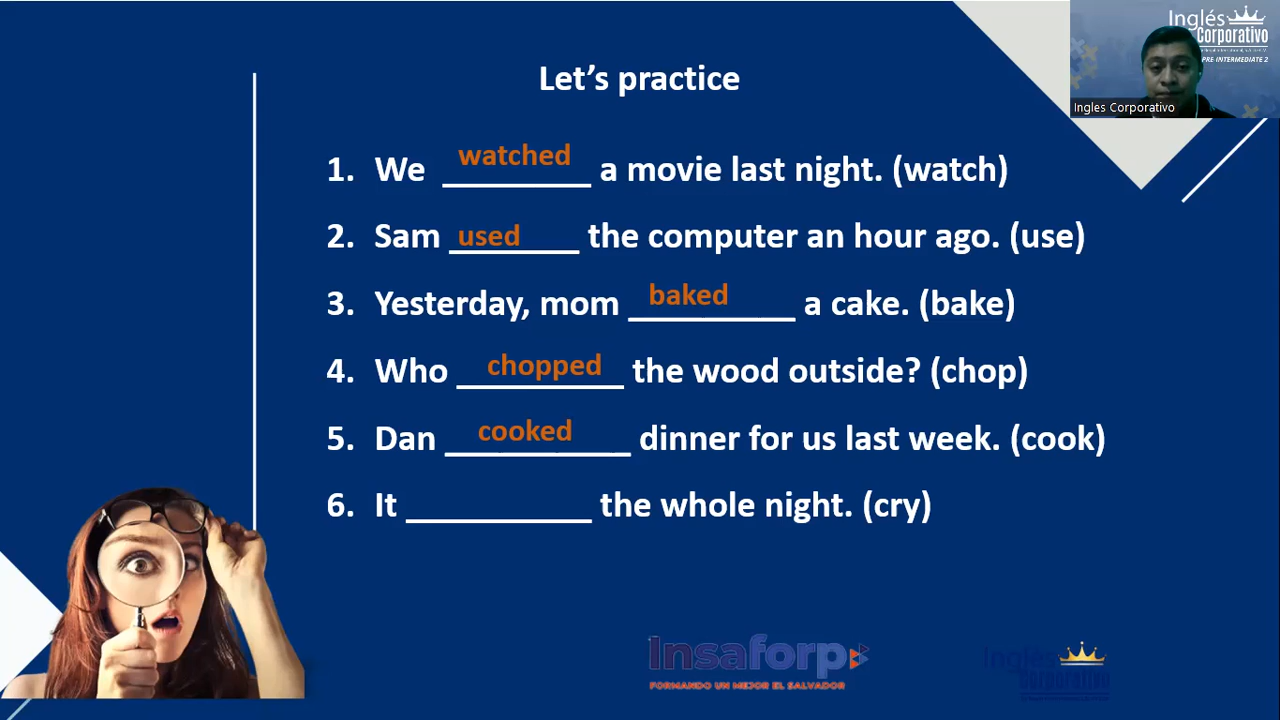 Inglés
Corporativo
PRE-INTERMEDIATE 2
Ingles Corporativo
Let's practice
1. We watched a movie last night. (watch)
2. Sam used the computer an hour ago. (use)
3. Yesterday, mom baked a cake. (bake)
4. Who chopped the wood outside? (chop)
5. Dan cooked dinner for us last week. (cook)
6. It __________ the whole night. (cry)
Insaforp
FORMANDO UN MEJOR EL SALVADOR
Inglés
Corporativo